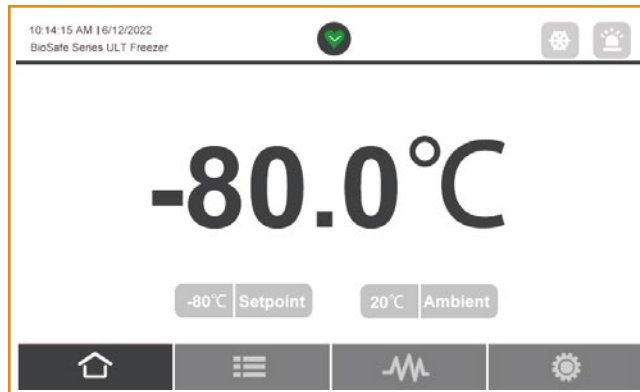 10:14:15 AM | 6/12/2022
BioSafe Series ULT Freezer
-80.0°C
-80°C Setpoint
20°C Ambient